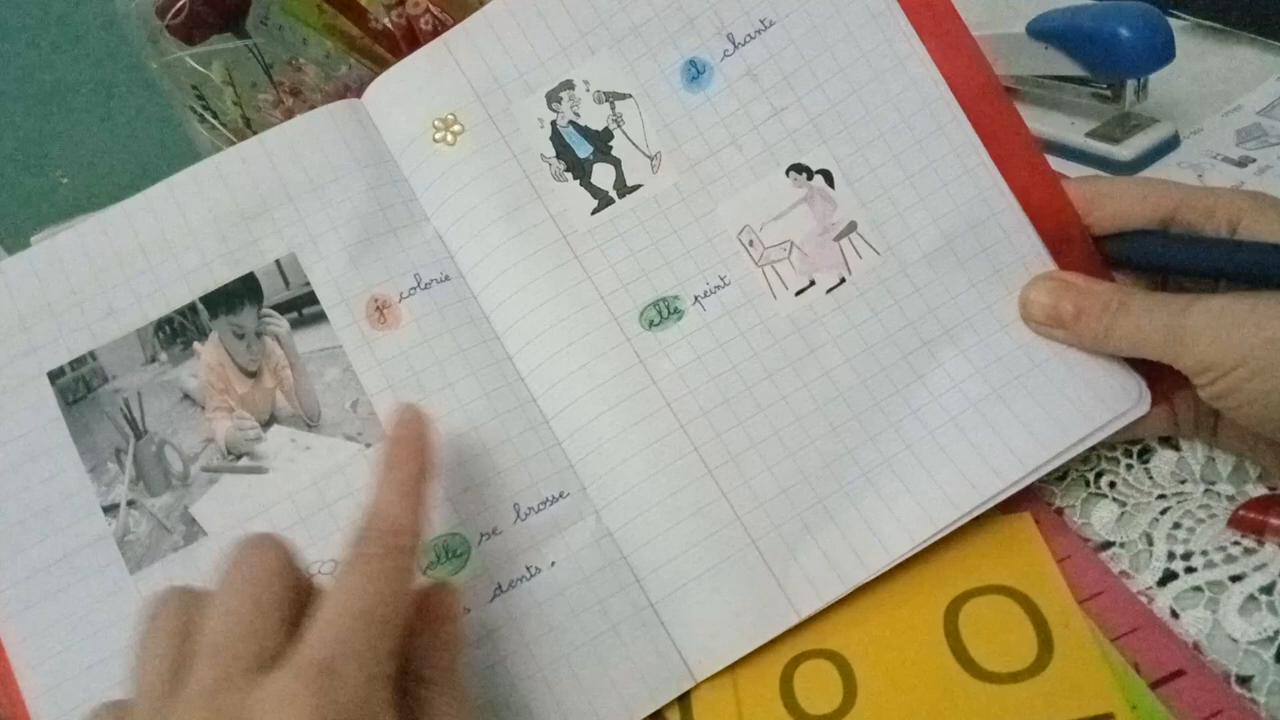 je colorie
elle se brosse
dents.
il chante
elle peint
O
O